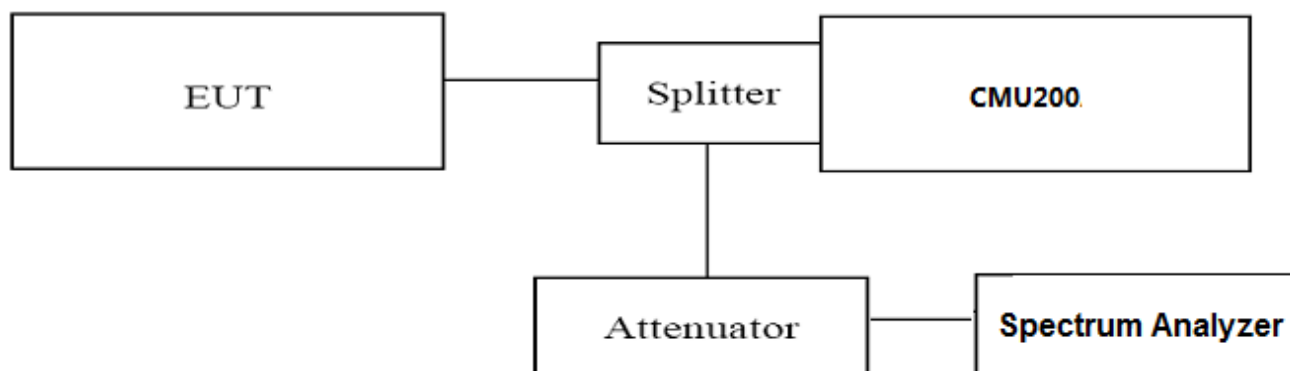 EUT
Splitter
CMU200
Attenuator
Spectrum Analyzer